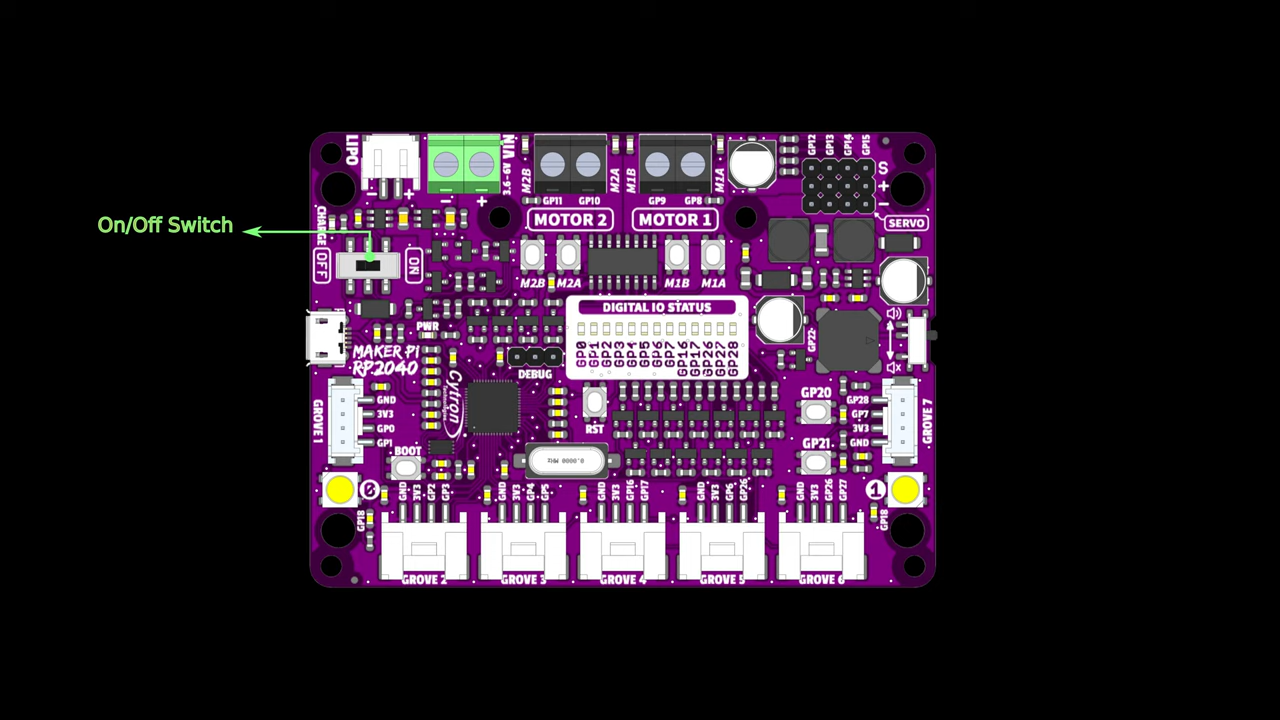 On/Off Switch
LIPO
- +
- +
VIN
3.6-6V
M2B
M2A
M1B
M1A
GP11 GP10
GP9 GP8
MOTOR 2
MOTOR 1
GP12
GP13
GP14
GP15
S
+
-
SERVO
CHARGE
OFF
ON
M2B M2A
M1B M1A
DIGITAL IO STATUS
GP0
GP1
GP2
GP3
GP4
GP5
GP6
GP7
GP16
GP17
GP26
GP27
GP28
PWR
MAKER Pi
RP2040
DEBUG
Cytron
RST
GP22
GROVE 1
GND
3V3
GP0
GP1
BOOT
0.0000 MHz
GP20
GP21
GP28
GP7
3V3
GND
GROVE 7
0
GP18
1
GP18
GND
3V3
GP2
GP3
GND
3V3
GP4
GP5
GND
3V3
GP16
GP17
GND
3V3
GP6
GP26
GND
3V3
GP26
GP27
GROVE 2
GROVE 3
GROVE 4
GROVE 5
GROVE 6